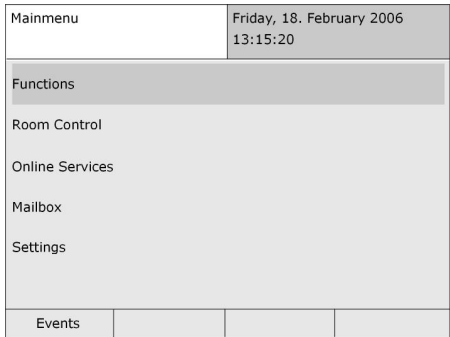 Mainmenu
Friday, 18. February 2006
13:15:20
Functions
Room Control
Online Services
Mailbox
Settings
Events